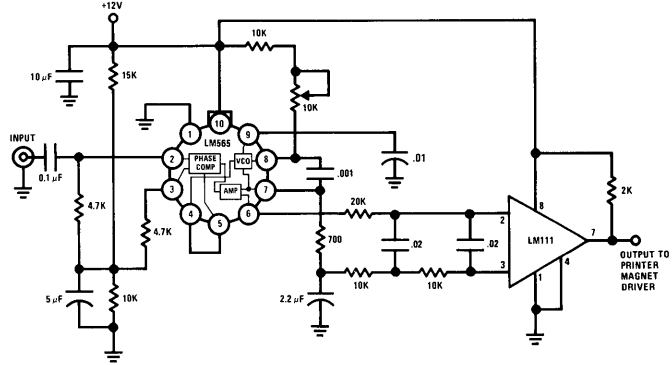 +12V
10K
10 µF
15K
10K
1
10
9
LM565
INPUT
2
PHASE
COMP
VCO
8
.01
0.1 µF
3
AMP
7
.001
2K
4.7K
4.7K
4
5
6
20K
2
8
LM111
7
700
.02
.02
3
1
4
OUTPUT TO
PRINTER
MAGNET
DRIVER
5 µF
10K
2.2 µF
10K
10K